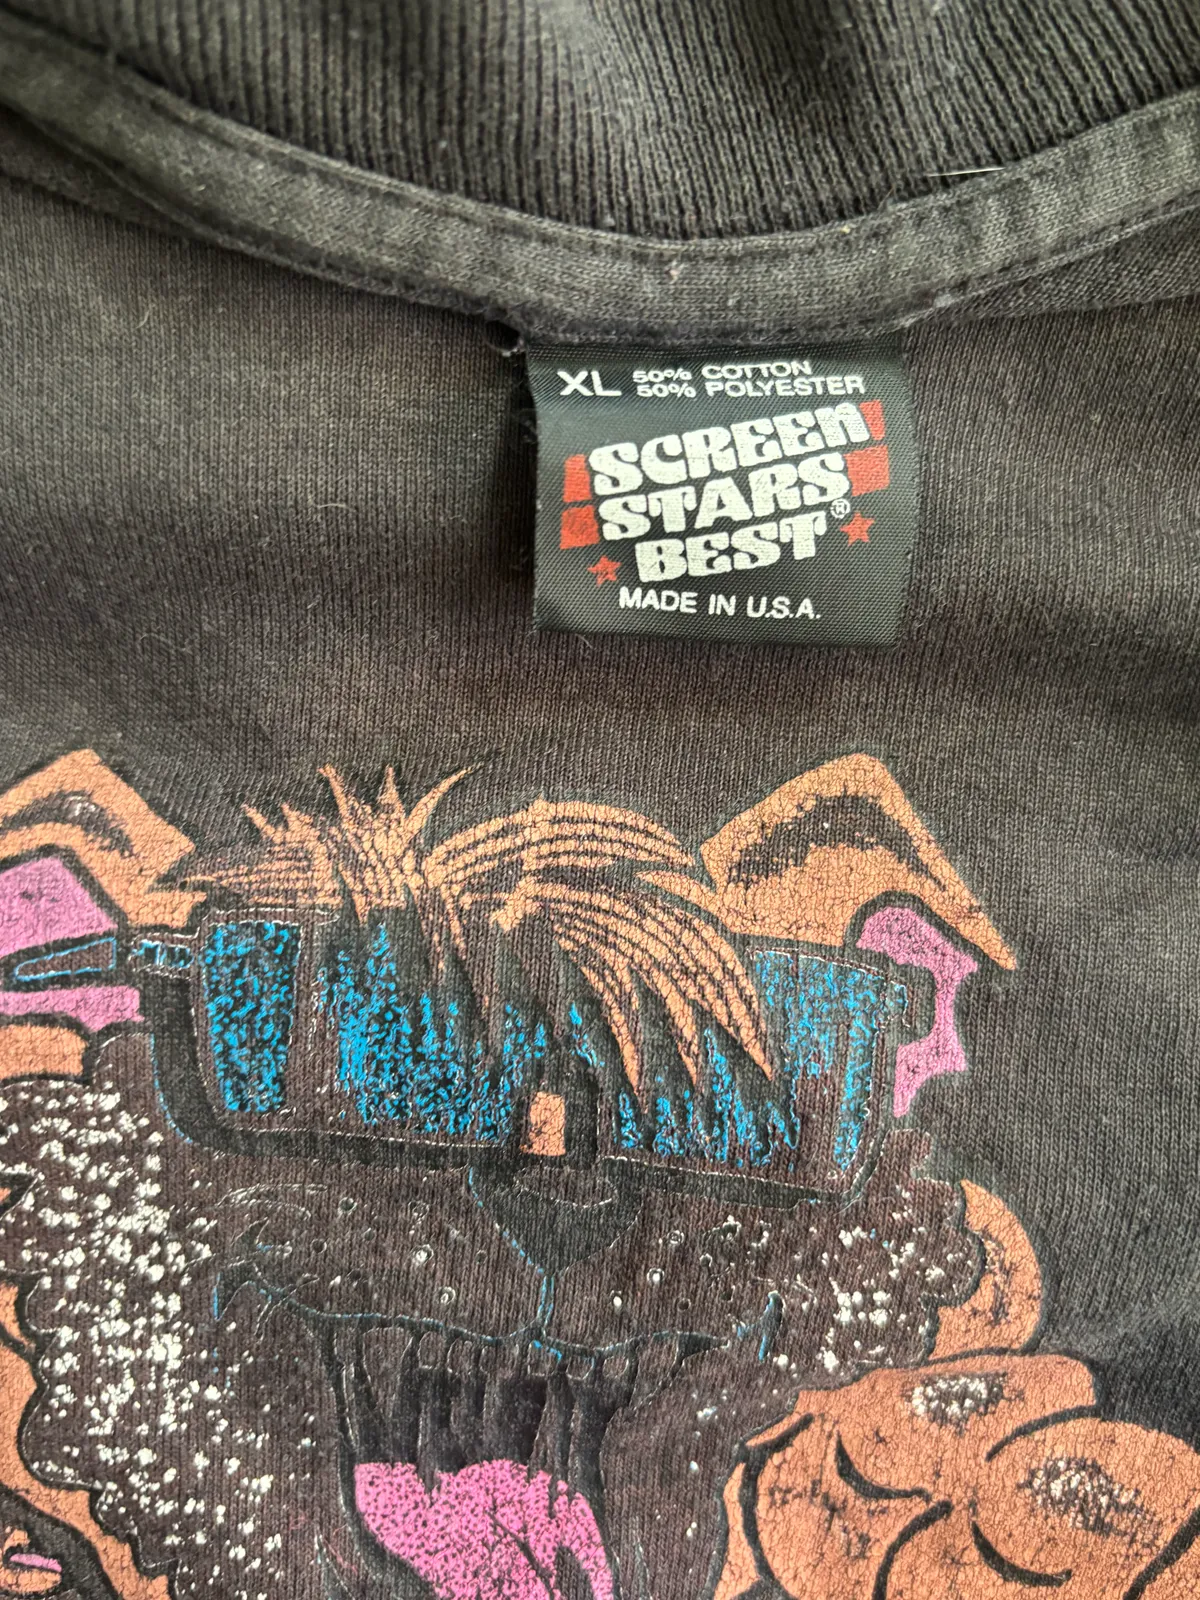 XL 50% COTTON
50% POLYESTER
SCREEN
STARS
BEST®
MADE IN U.S.A.